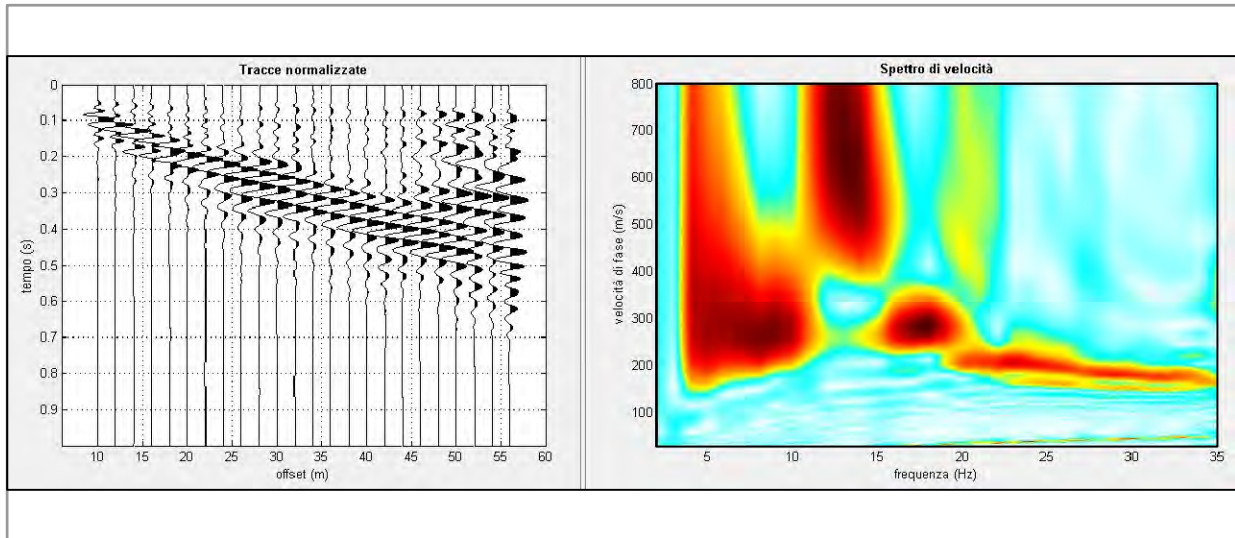 Tracce normalizzate
0
0.1
0.2
0.3
0.4
0.5
0.6
0.7
0.8
0.9
tempo (s)
10 15 20 25 30 35 40 45 50 55 60
offset (m)
Spettro di velocità
800
700
600
500
400
300
200
100
velocità di fase (m/s)
5 10 15 20 25 30 35
frequenza (Hz)